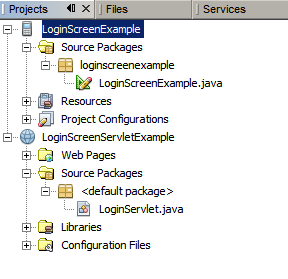 Projects Files Services
LoginScreenExample
Source Packages
loginscreenexample
LoginScreenExample.java
Resources
Project Configurations
LoginScreenServletExample
Web Pages
Source Packages
<default package>
LoginServlet.java
Libraries
Configuration Files